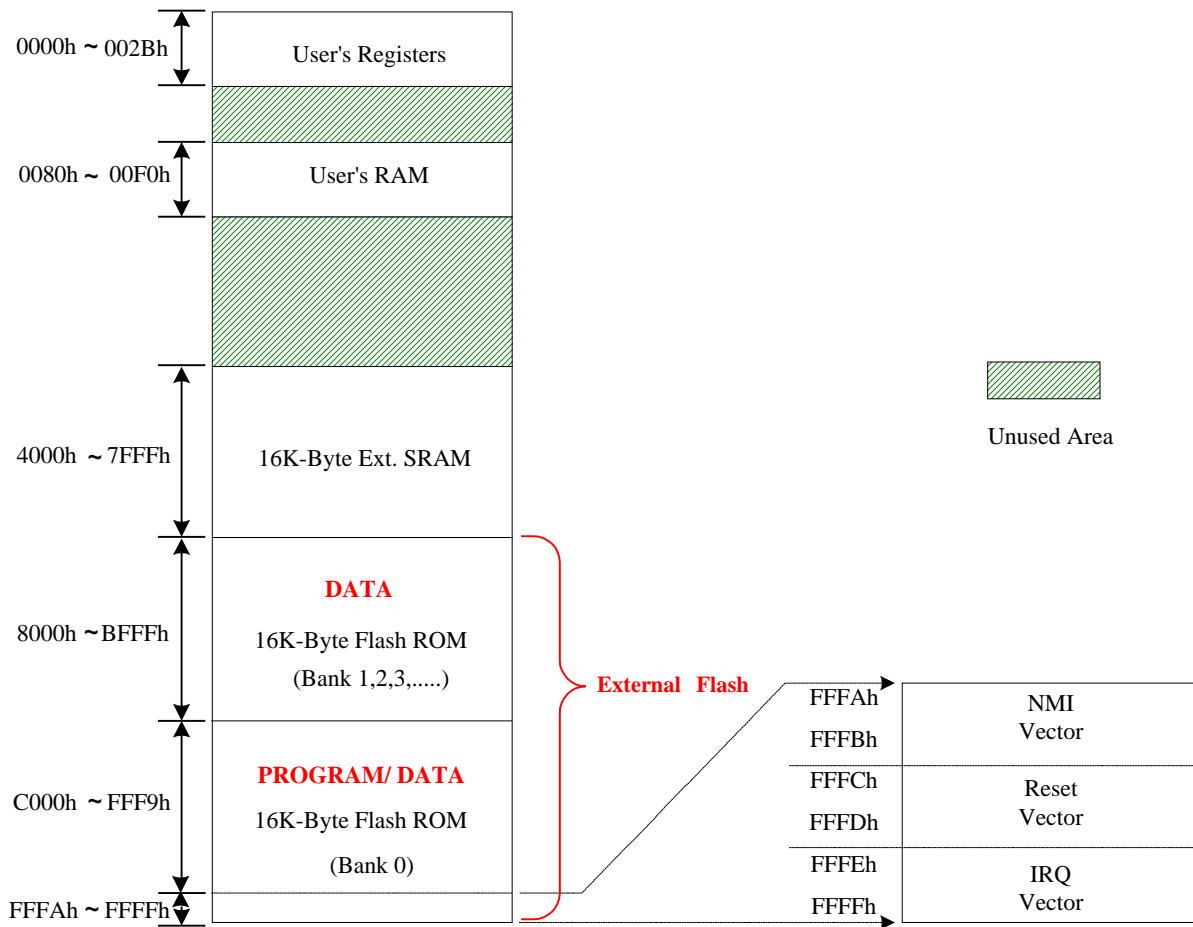 0000h ~ 002Bh
User's Registers
0080h ~ 00F0h
User's RAM
Unused Area
4000h ~ 7FFFh
16K-Byte Ext. SRAM
8000h ~ BFFFh
DATA
16K-Byte Flash ROM
(Bank 1,2,3,.....)
External Flash
C000h ~ FFF9h
PROGRAM/ DATA
16K-Byte Flash ROM
(Bank 0)
FFFAh ~ FFFFh
FFFAh
FFFBh
NMI
Vector
FFFCh
FFFDh
Reset
Vector
FFFEh
FFFFh
IRQ
Vector